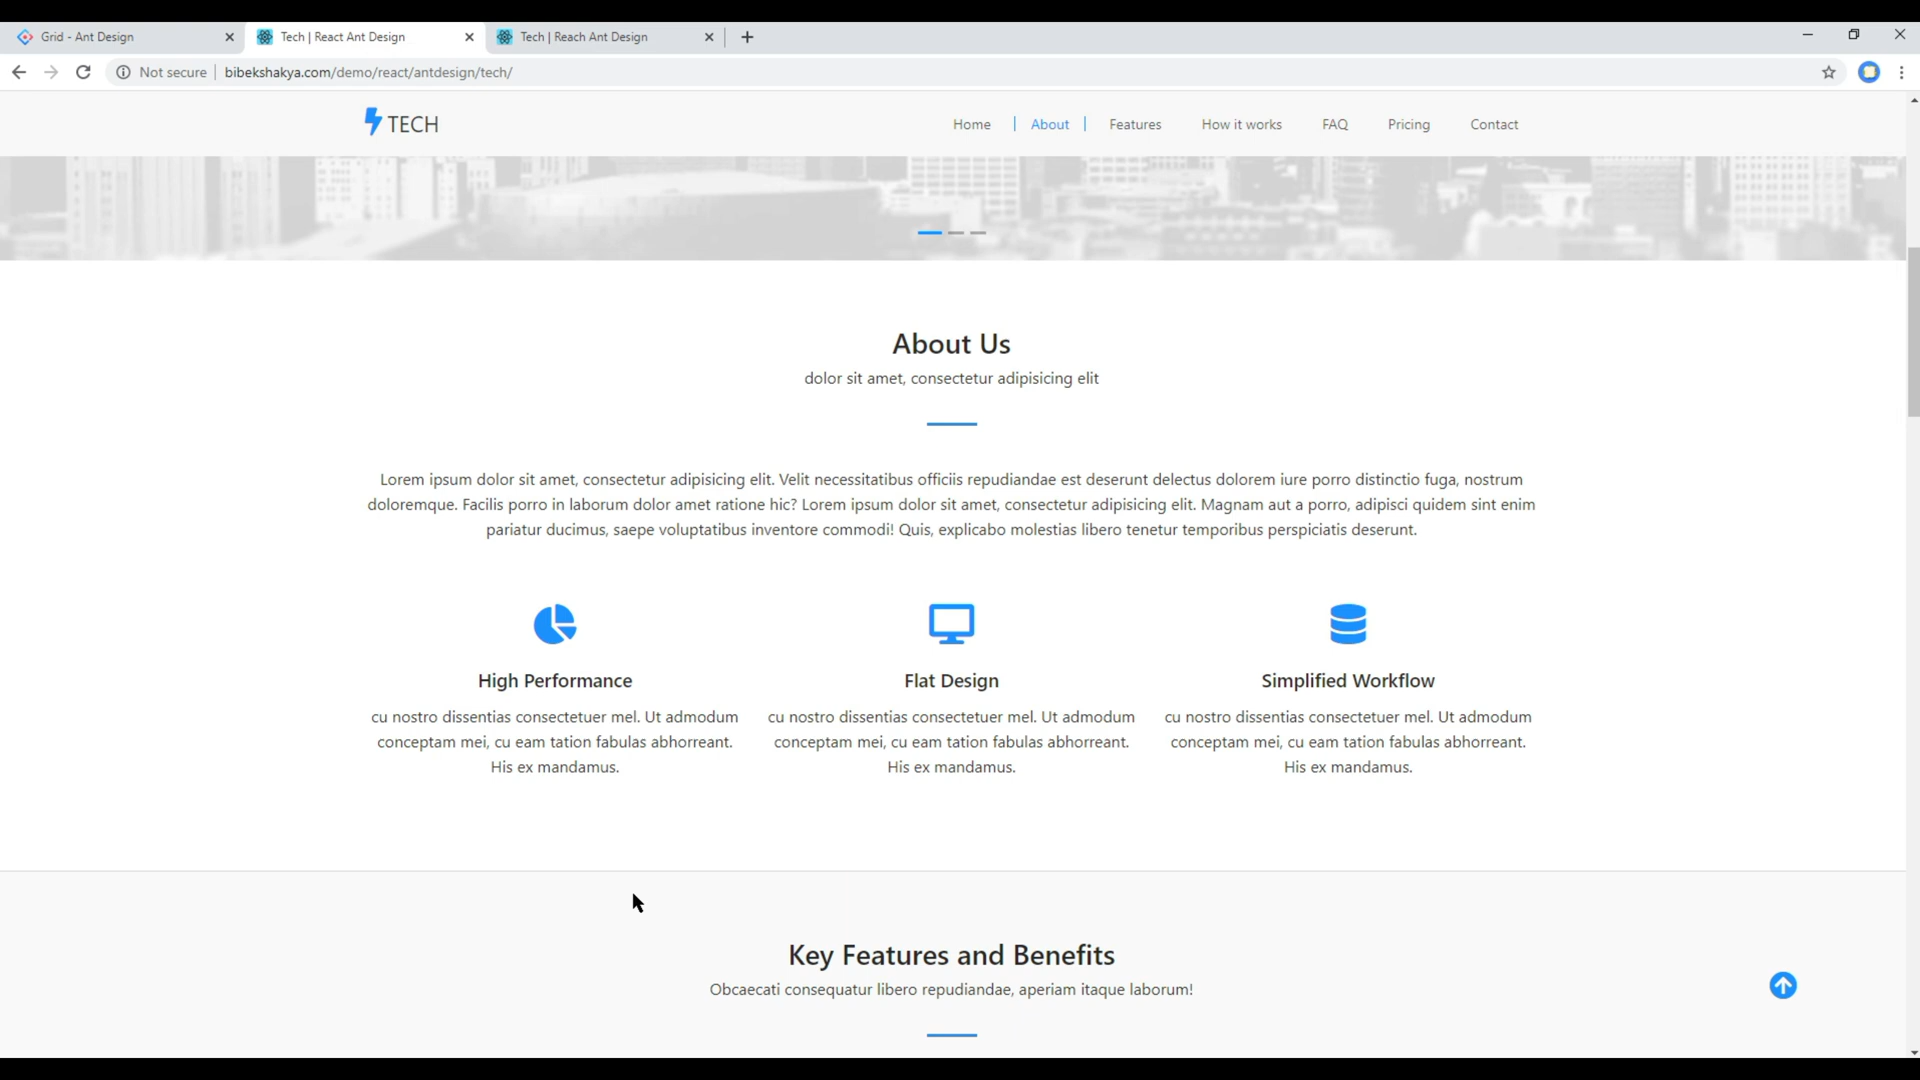 Grid - Ant Design
Tech | React Ant Design
Tech | Reach Ant Design
Not secure
bibekshakya.com/demo/react/antdesign/tech/
TECH
Home
About
Features
How it works
FAQ
Pricing
Contact
About Us
dolor sit amet, consectetur adipisicing elit
Lorem ipsum dolor sit amet, consectetur adipisicing elit. Velit necessitatibus officiis repudiandae est deserunt delectus dolorem iure porro distinctio fuga, nostrum
doloremque. Facilis porro in laborum dolor amet ratione hic? Lorem ipsum dolor sit amet, consectetur adipisicing elit. Magnam aut a porro, adipisci quidem sint enim
pariatur ducimus, saepe voluptatibus inventore commodi! Quis, explicabo molestias libero tenetur temporibus perspiciatis deserunt.
High Performance
cu nostro dissentias consectetuer mel. Ut admodum
conceptam mei, cu eam tation fabulas abhorreant.
His ex mandamus.
Flat Design
cu nostro dissentias consectetuer mel. Ut admodum
conceptam mei, cu eam tation fabulas abhorreant.
His ex mandamus.
Simplified Workflow
cu nostro dissentias consectetuer mel. Ut admodum
conceptam mei, cu eam tation fabulas abhorreant.
His ex mandamus.
Key Features and Benefits
Obcaecati consequatur libero repudiandae, aperiam itaque laborum!